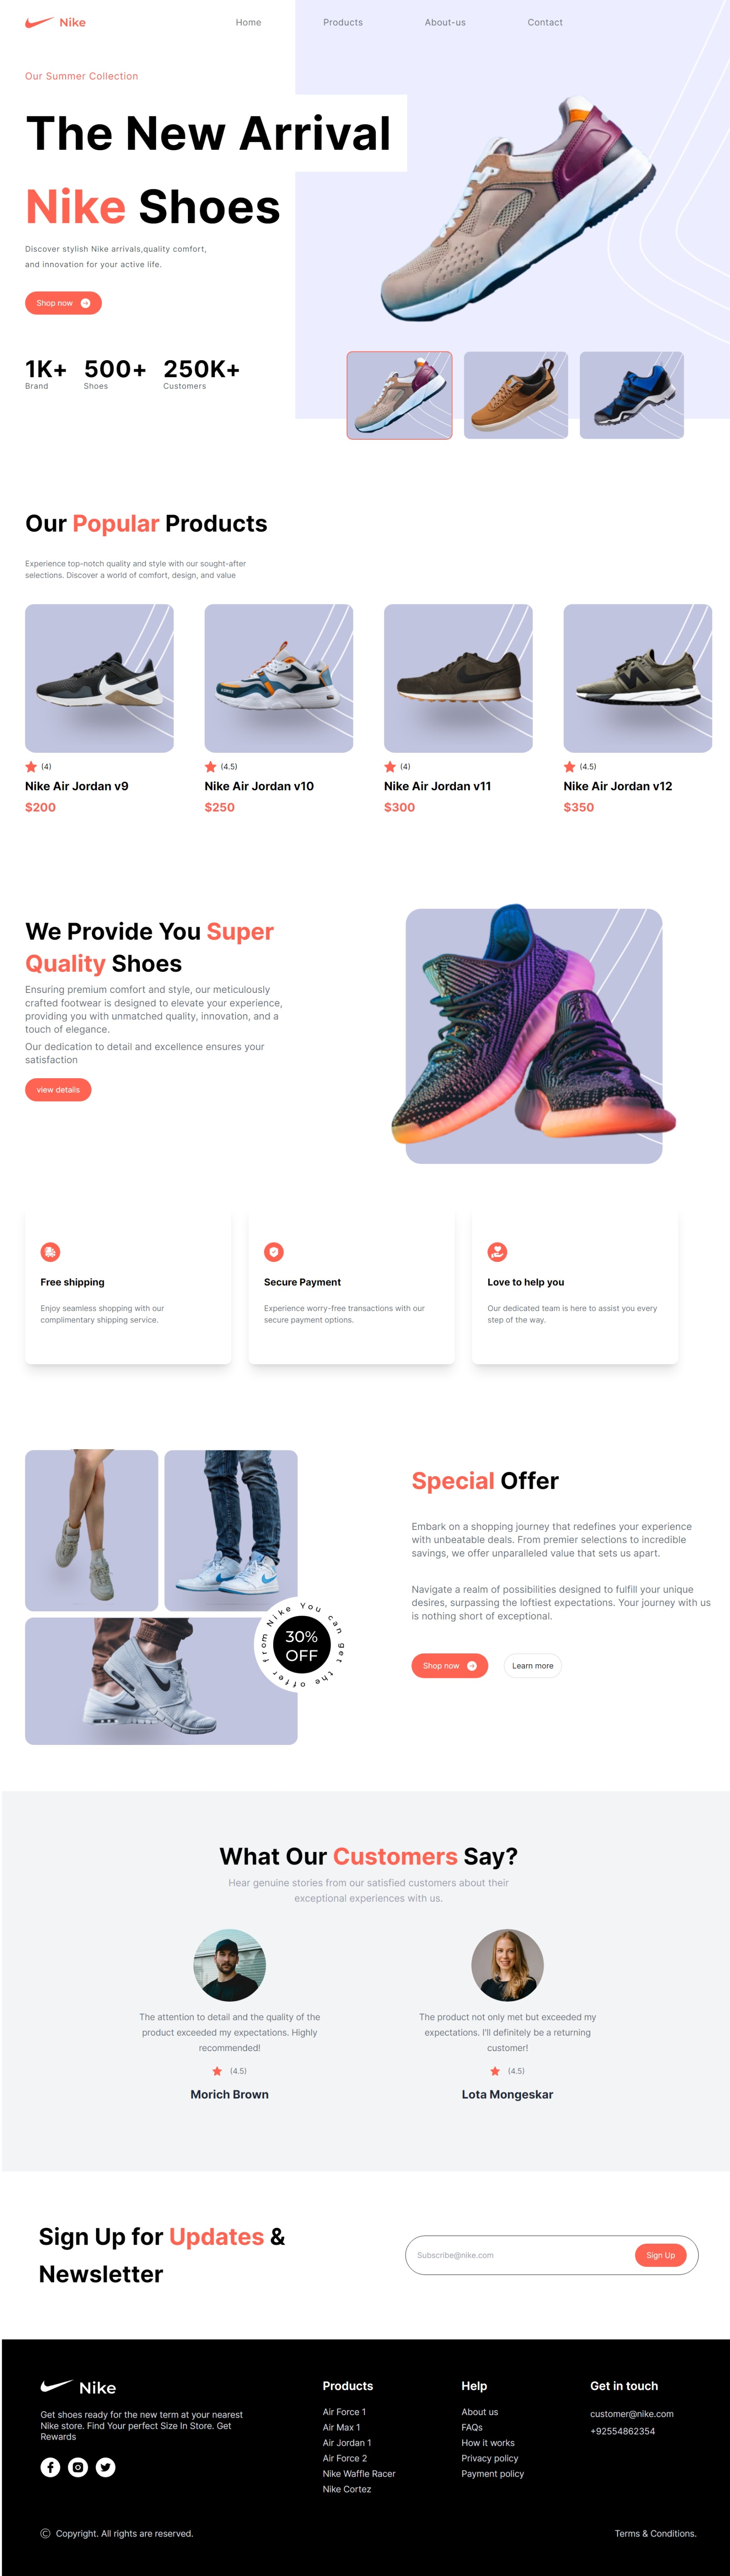 Nike
Home
Products
About-us
Contact
Our Summer Collection
The New Arrival
Nike Shoes
Discover stylish Nike arrivals,quality comfort,
and innovation for your active life.
Shop now
1K+
Brand
500+
Shoes
250K+
Customers
Our Popular Products
Experience top-notch quality and style with our sought-after
selections. Discover a world of comfort, design, and value
(4)
Nike Air Jordan v9
$200
(4.5)
Nike Air Jordan v10
$250
(4)
Nike Air Jordan v11
$300
N
(4.5)
Nike Air Jordan v12
$350
We Provide You Super
Quality Shoes
Ensuring premium comfort and style, our meticulously
crafted footwear is designed to elevate your experience,
providing you with unmatched quality, innovation, and a
touch of elegance.
Our dedication to detail and excellence ensures your
satisfaction
view details
Free shipping
Enjoy seamless shopping with our
complimentary shipping service.
Secure Payment
Experience worry-free transactions with our
secure payment options.
Love to help you
Our dedicated team is here to assist you every
step of the way.
You can get the offer from Nike
30%
OFF
Special Offer
Embark on a shopping journey that redefines your experience
with unbeatable deals. From premier selections to incredible
savings, we offer unparalleled value that sets us apart.
Navigate a realm of possibilities designed to fulfill your unique
desires, surpassing the loftiest expectations. Your journey with us
is nothing short of exceptional.
Shop now
Learn more
What Our Customers Say?
Hear genuine stories from our satisfied customers about their
exceptional experiences with us.
The attention to detail and the quality of the
product exceeded my expectations. Highly
recommended!
(4.5)
Morich Brown
The product not only met but exceeded my
expectations. I'll definitely be a returning
customer!
(4.5)
Lota Mongeskar
Sign Up for Updates &
Newsletter
Subscribe@nike.com
Sign Up
Nike
Get shoes ready for the new term at your nearest
Nike store. Find Your perfect Size In Store. Get
Rewards
Products
Air Force 1
Air Max 1
Air Jordan 1
Air Force 2
Nike Waffle Racer
Nike Cortez
Help
About us
FAQs
How it works
Privacy policy
Payment policy
Get in touch
customer@nike.com
+92554862354
© Copyright. All rights are reserved.
Terms & Conditions.